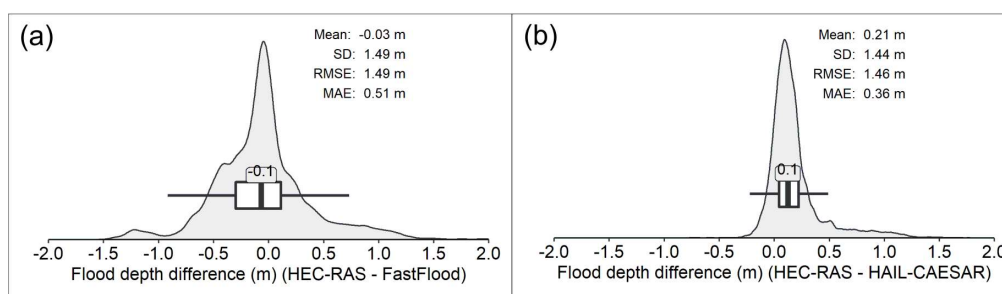 (a)
Mean: -0.03 m
SD: 1.49 m
RMSE: 1.49 m
MAE: 0.51 m
-0.1
-2.0 -1.5 -1.0 -0.5 0.0 0.5 1.0 1.5 2.0
Flood depth difference (m) (HEC-RAS - FastFlood)
(b)
Mean: 0.21 m
SD: 1.44 m
RMSE: 1.46 m
MAE: 0.36 m
0.1
-2.0 -1.5 -1.0 -0.5 0.0 0.5 1.0 1.5 2.0
Flood depth difference (m) (HEC-RAS - HAIL-CAESAR)